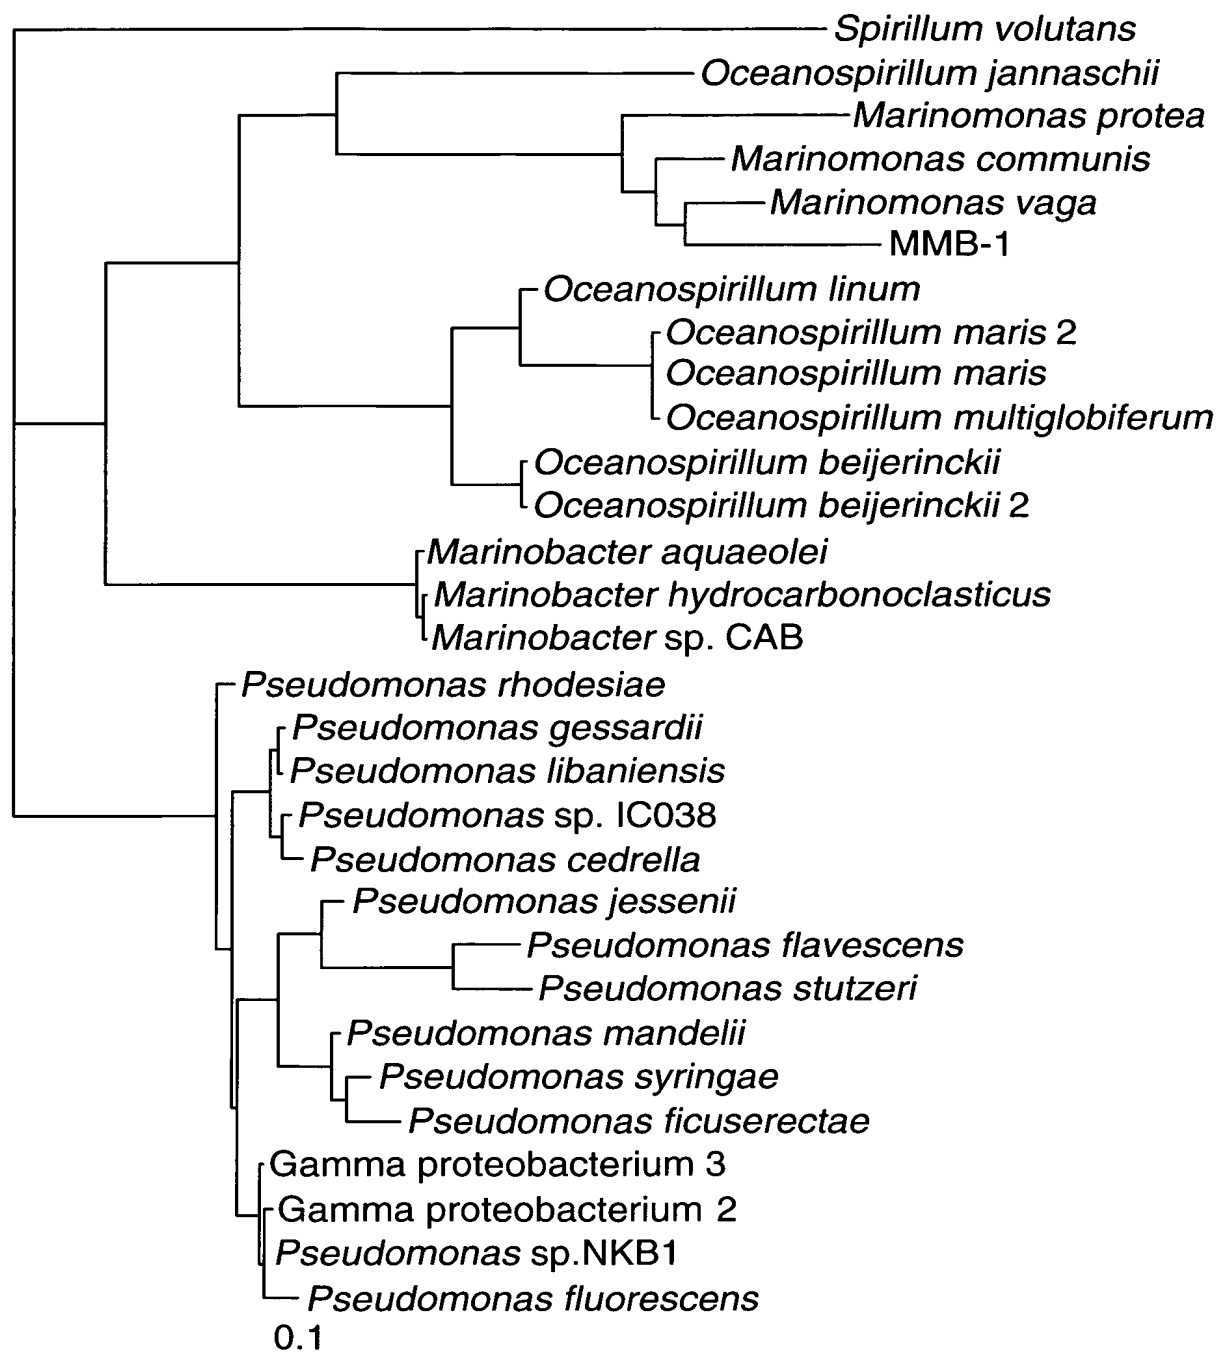 Spirillum volutans
Oceanospirillum jannaschii
Marinomonas protea
Marinomonas communis
Marinomonas vaga
MMB-1
Oceanospirillum linum
Oceanospirillum maris 2
Oceanospirillum maris
Oceanospirillum multiglobiferum
Oceanospirillum beijerinckii
Oceanospirillum beijerinckii 2
Marinobacter aquaeolei
Marinobacter hydrocarbonoclasticus
Marinobacter sp. CAB
Pseudomonas rhodesiae
Pseudomonas gessardii
Pseudomonas libaniensis
Pseudomonas sp. IC038
Pseudomonas cedrella
Pseudomonas jessenii
Pseudomonas flavescens
Pseudomonas stutzeri
Pseudomonas mandelii
Pseudomonas syringae
Pseudomonas ficuserectae
Gamma proteobacterium 3
Gamma proteobacterium 2
Pseudomonas sp.NKB1
Pseudomonas fluorescens
0.1